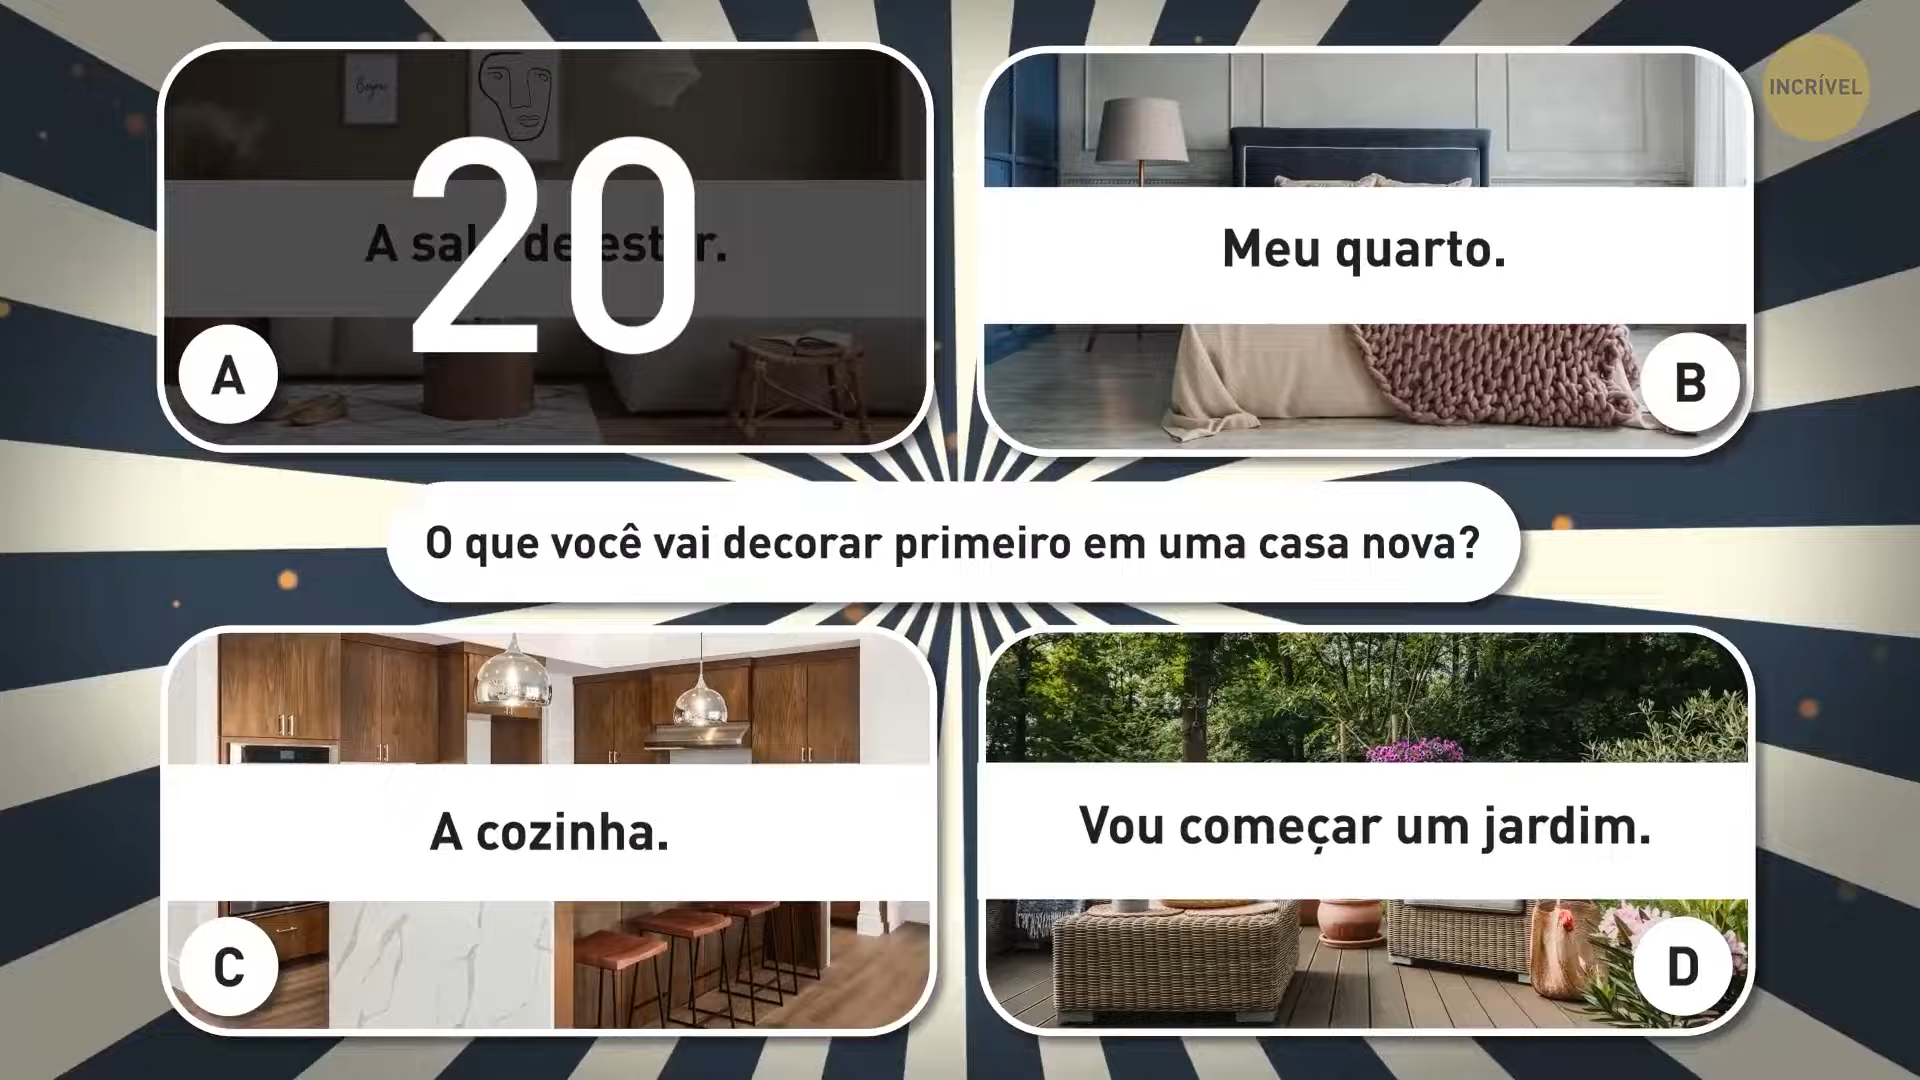 INCRÍVEL
20
A sala de estar.
A
Meu quarto.
B
O que você vai decorar primeiro em uma casa nova?
A cozinha.
C
Vou começar um jardim.
D